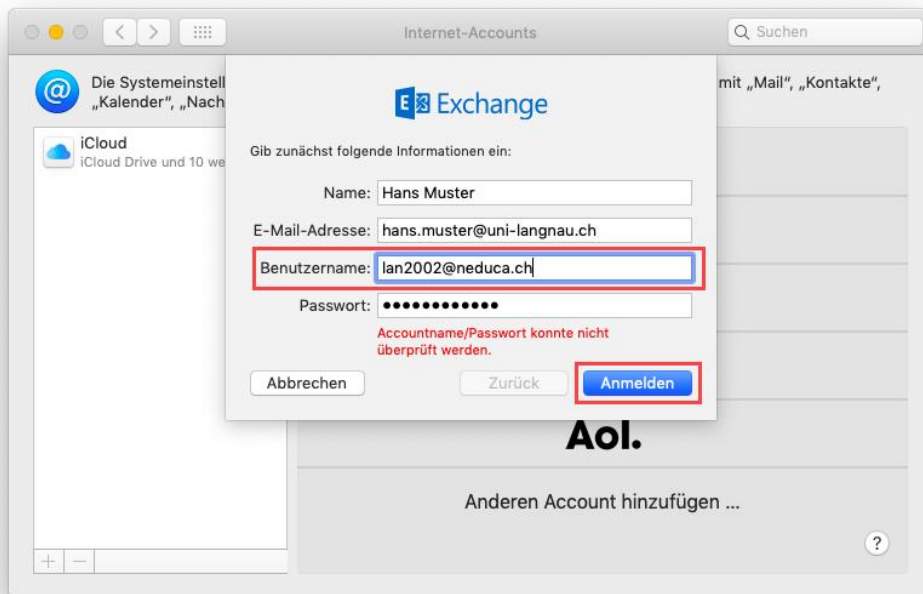 Internet-Accounts
Suchen
Die Systemeinstell
„Kalender“, „Nach
mit „Mail“, „Kontakte“,
iCloud
iCloud Drive und 10 we
E Exchange
Gib zunächst folgende Informationen ein:
Name: Hans Muster
E-Mail-Adresse: hans.muster@uni-langnau.ch
Benutzername: lan2002@neduca.ch
Passwort: ●●●●●●●●●●●●
Accountname/Passwort konnte nicht
überprüft werden.
Abbrechen Zurück Anmelden
Aol.
Anderen Account hinzufügen ...
?